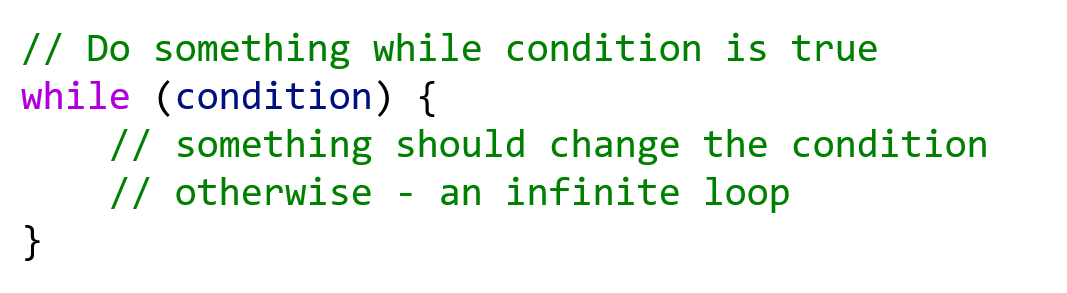 // Do something while condition is true
while (condition) {
    // something should change the condition
    // otherwise - an infinite loop
}